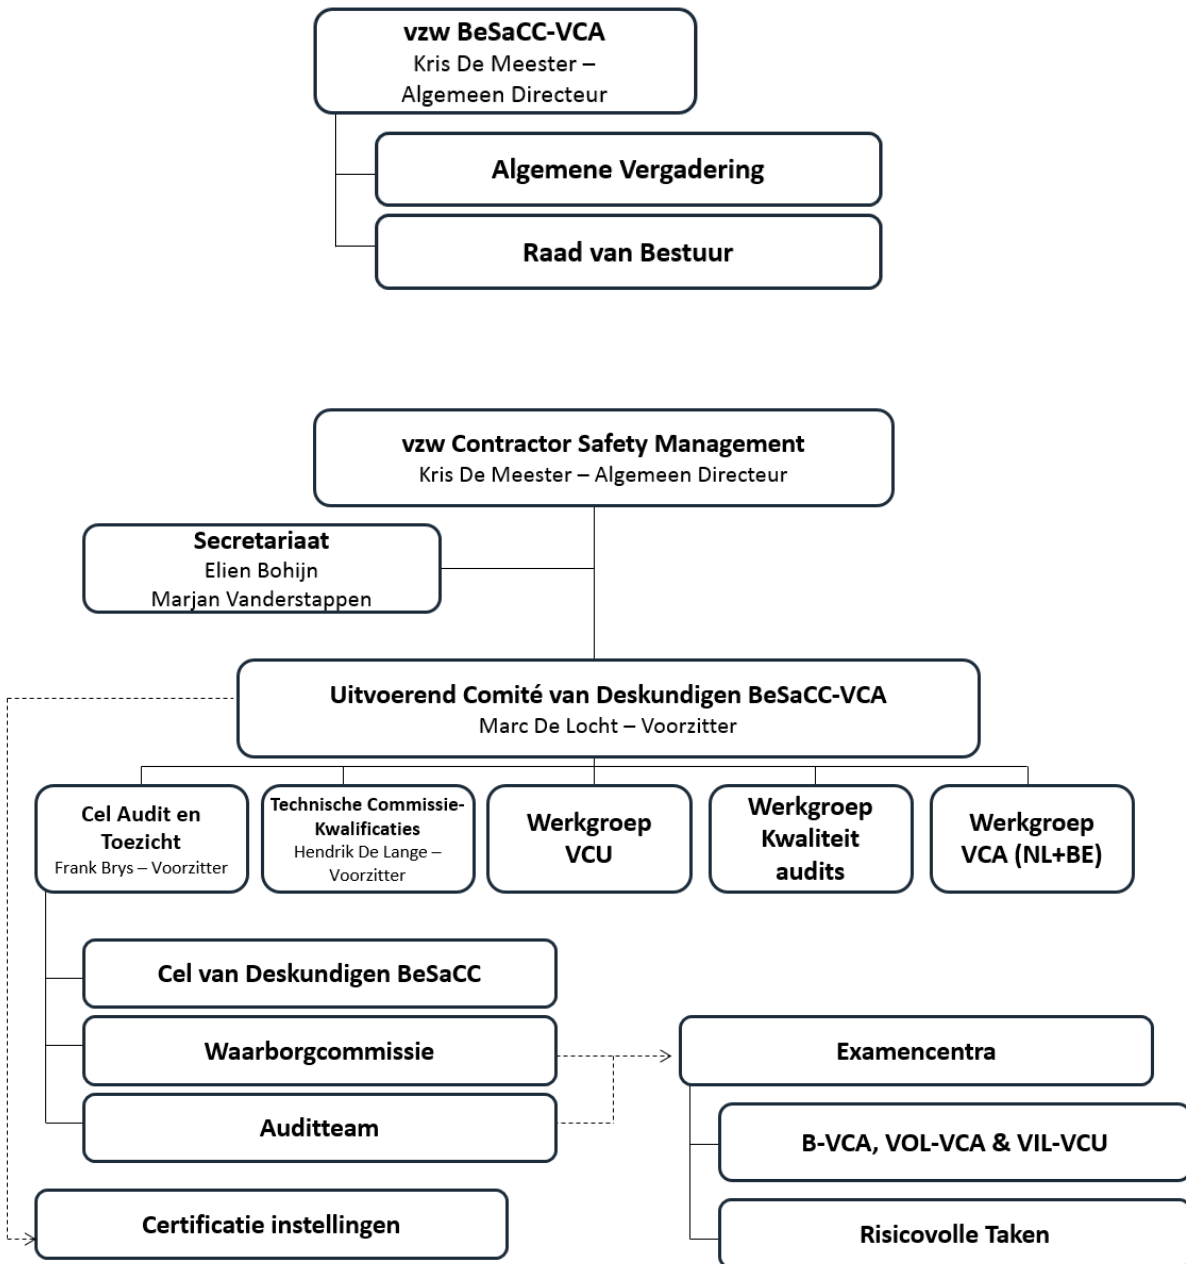 vzw BeSaCC-VCA
Kris De Meester –
Algemeen Directeur
Algemene Vergadering
Raad van Bestuur
vzw Contractor Safety Management
Kris De Meester – Algemeen Directeur
Secretariaat
Elien Bohijn
Marjan Vanderstappen
Uitvoerend Comité van Deskundigen BeSaCC-VCA
Marc De Locht – Voorzitter
Cel Audit en
Toezicht
Frank Brys – Voorzitter
Technische Commissie-
Kwalificaties
Hendrik De Lange –
Voorzitter
Werkgroep
VCU
Werkgroep
Kwaliteit
audits
Werkgroep
VCA (NL+BE)
Cel van Deskundigen BeSaCC
Waarborgcommissie
Auditteam
Certificatie instellingen
Examencentra
B-VCA, VOL-VCA & VIL-VCU
Risicovolle Taken